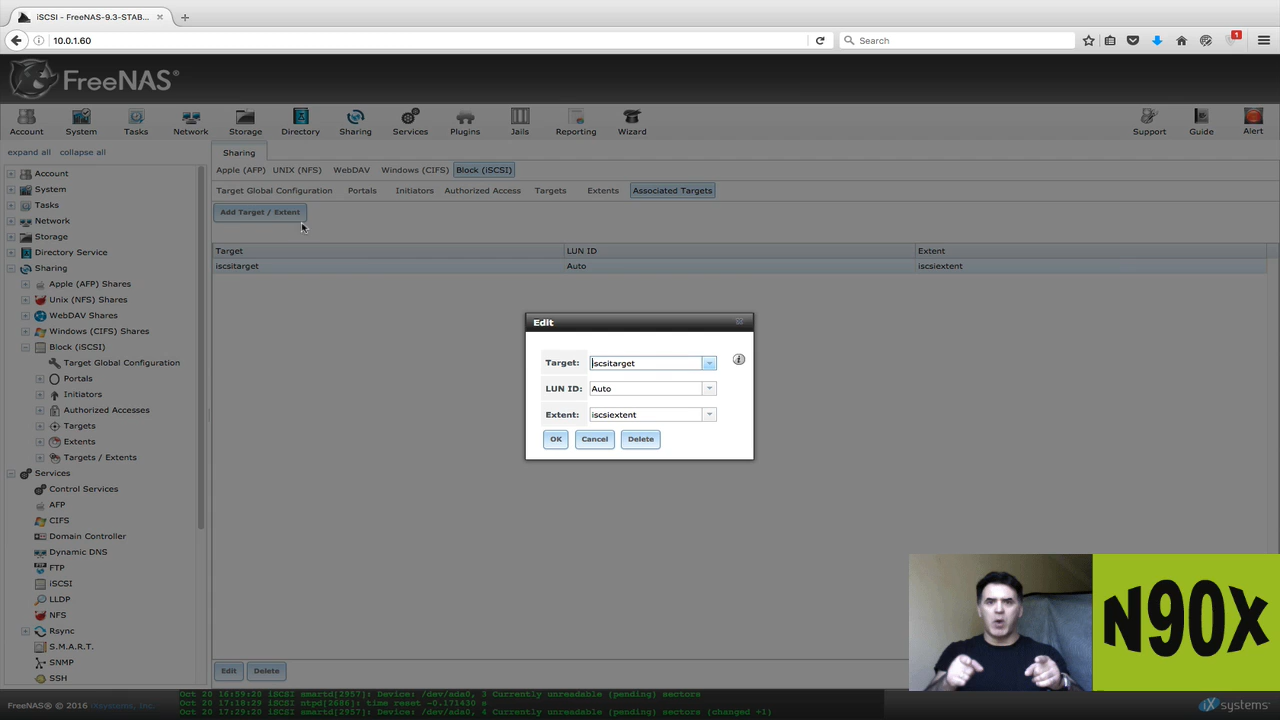 iSCSI - FreeNAS-9.3-STAB...
10.0.1.60
Search
1
FreeNAS®
Account System Tasks Network Storage Directory Sharing Services Plugins Jails Reporting Wizard Support Guide Alert
expand all collapse all
Sharing
Apple (AFP) UNIX (NFS) WebDAV Windows (CIFS) Block (iSCSI)
Target Global Configuration Portals Initiators Authorized Access Targets Extents Associated Targets
Add Target / Extent
Target LUN ID Extent
iscsitarget Auto iscsiextent
Account
System
Tasks
Network
Storage
Directory Service
Sharing
Apple (AFP) Shares
Unix (NFS) Shares
WebDAV Shares
Windows (CIFS) Shares
Block (iSCSI)
Target Global Configuration
Portals
Initiators
Authorized Accesses
Targets
Extents
Targets / Extents
Services
Control Services
AFP
CIFS
Domain Controller
Dynamic DNS
FTP
iSCSI
LLDP
NFS
Rsync
S.M.A.R.T.
SNMP
SSH
Edit
Target: iscsitarget
LUN ID: Auto
Extent: iscsiextent
OK Cancel Delete
Edit Delete
N90X
Oct 20 16:59:20 iSCSI smartd[2957]: Device: /dev/ada0, 3 Currently unreadable (pending) sectors
Oct 20 17:18:29 iSCSI ntpd[2686]: time reset -0.171430 s
Oct 20 17:29:20 iSCSI smartd[2957]: Device: /dev/ada0, 4 Currently unreadable (pending) sectors (changed +1)
FreeNAS® © 2016 iXsystems, Inc.
iXsystems